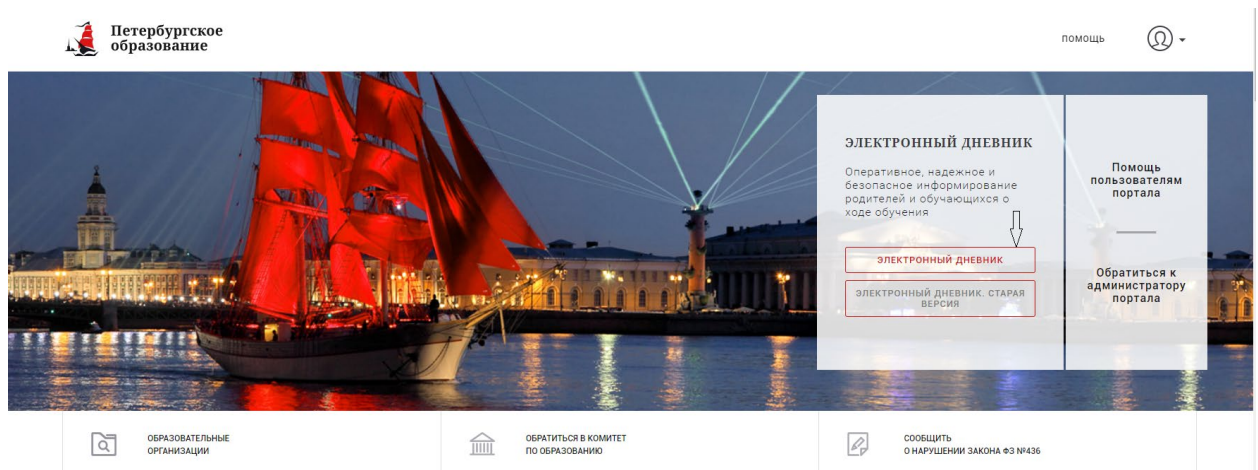 Петербургское
образование
помощь
ЭЛЕКТРОННЫЙ ДНЕВНИК
Оперативное, надежное и
безопасное информирование
родителей и обучающихся о
ходе обучения
ЭЛЕКТРОННЫЙ ДНЕВНИК
ЭЛЕКТРОННЫЙ ДНЕВНИК. СТАРАЯ
ВЕРСИЯ
Помощь
пользователям
портала
Обратиться к
администратору
портала
ОБРАЗОВАТЕЛЬНЫЕ
ОРГАНИЗАЦИИ
ОБРАТИТЬСЯ В КОМИТЕТ
ПО ОБРАЗОВАНИЮ
СООБЩИТЬ
О НАРУШЕНИИ ЗАКОНА ФЗ №436